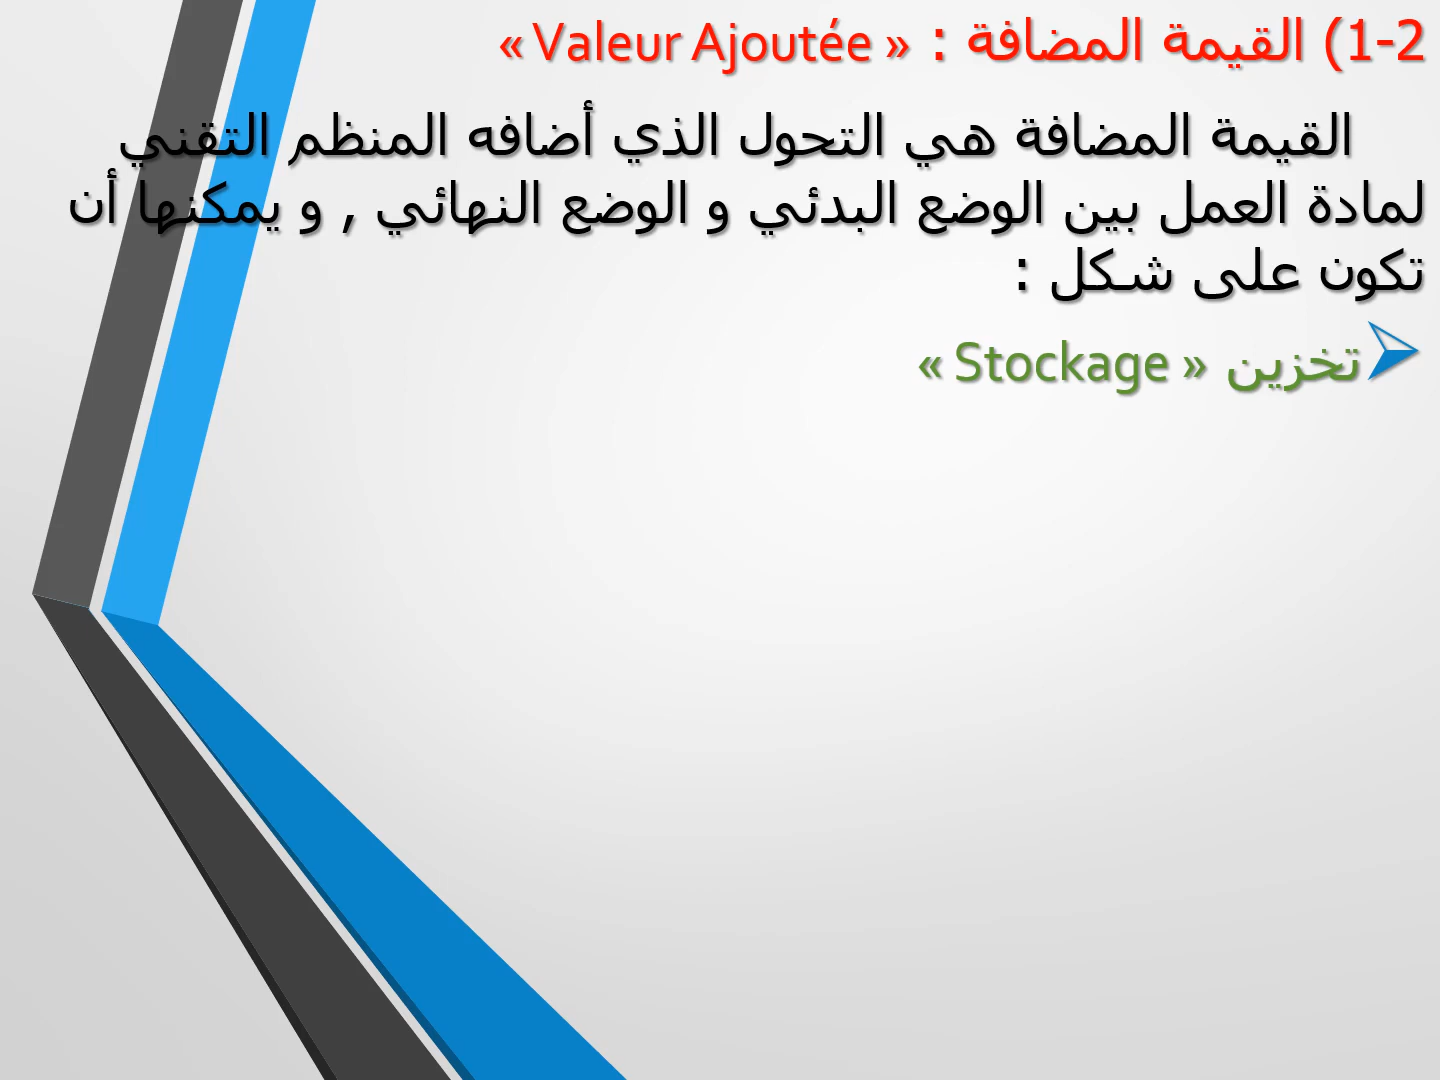 2-1) القيمة المضافة : « Valeur Ajoutée »
القيمة المضافة هي التحول الذي أضافه المنظم التقني
لمادة العمل بين الوضع البدئي و الوضع النهائي , و يمكنها أن
تكون على شكل :
تخزين « Stockage »